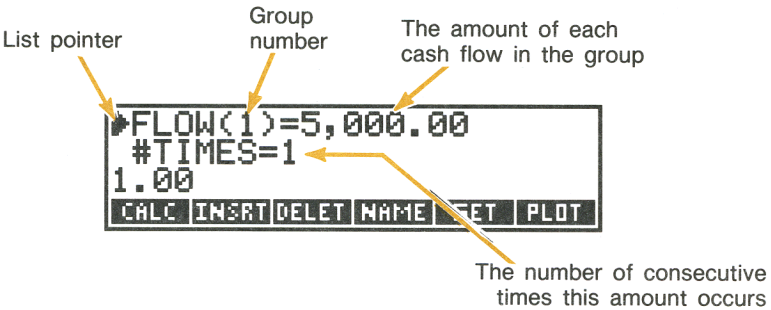 List pointer
Group
number
The amount of each
cash flow in the group
FLOW(1)=5,000.00
#TIMES=1
1.00
CALC INSRT DELET NAME GET PLOT
The number of consecutive
times this amount occurs